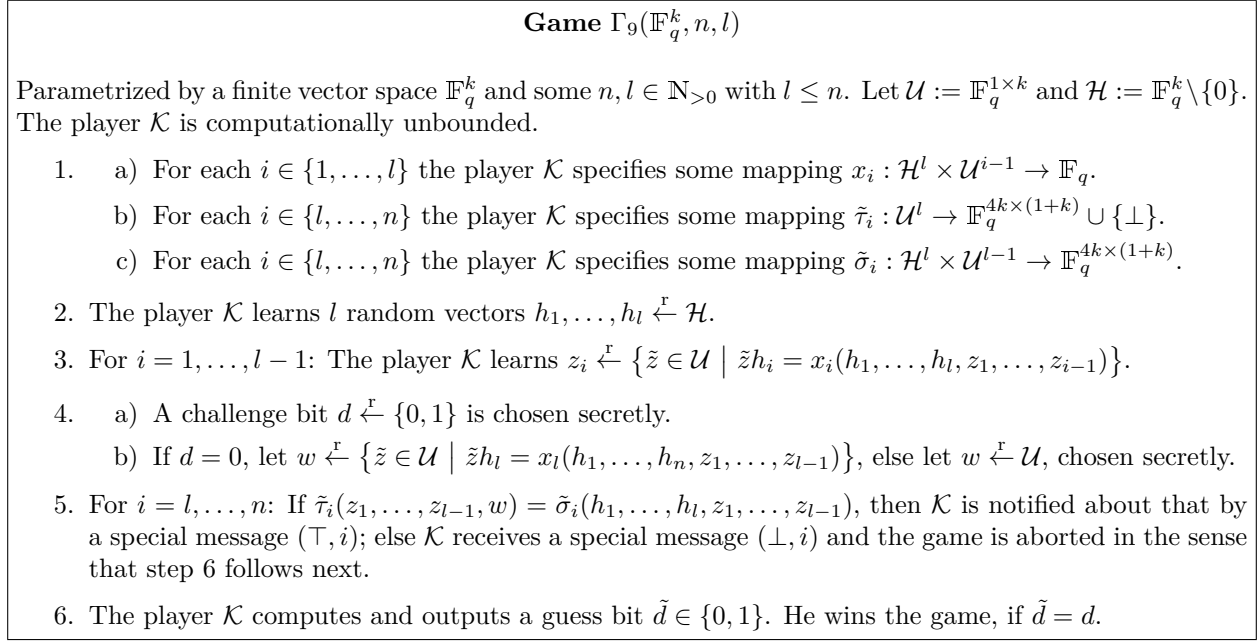 Game Γ₉(𝔽_q^k, n, l)
Parametrized by a finite vector space 𝔽_q^k and some n, l ∈ ℕ_{>0} with l ≤ n. Let 𝒰 := 𝔽_q^{1×k} and ℋ := 𝔽_q^k\{0}.
The player 𝒦 is computationally unbounded.
1. a) For each i ∈ {1, . . . , l} the player 𝒦 specifies some mapping x_i : ℋ^l × 𝒰^{i−1} → 𝔽_q.
b) For each i ∈ {l, . . . , n} the player 𝒦 specifies some mapping τ̃_i : 𝒰^l → 𝔽_q^{4k×(1+k)} ∪ {⊥}.
c) For each i ∈ {l, . . . , n} the player 𝒦 specifies some mapping σ̃_i : ℋ^l × 𝒰^{l−1} → 𝔽_q^{4k×(1+k)}.
2. The player 𝒦 learns l random vectors h_1, . . . , h_l ←^r ℋ.
3. For i = 1, . . . , l − 1: The player 𝒦 learns z_i ←^r {z̃ ∈ 𝒰 | z̃h_i = x_i(h_1, . . . , h_l, z_1, . . . , z_{i−1})}.
4. a) A challenge bit d ←^r {0, 1} is chosen secretly.
b) If d = 0, let w ←^r {z̃ ∈ 𝒰 | z̃h_l = x_l(h_1, . . . , h_n, z_1, . . . , z_{l−1})}, else let w ←^r 𝒰, chosen secretly.
5. For i = l, . . . , n: If τ̃_i(z_1, . . . , z_{l−1}, w) = σ̃_i(h_1, . . . , h_l, z_1, . . . , z_{l−1}), then 𝒦 is notified about that by
a special message (⊤, i); else 𝒦 receives a special message (⊥, i) and the game is aborted in the sense
that step 6 follows next.
6. The player 𝒦 computes and outputs a guess bit d̃ ∈ {0, 1}. He wins the game, if d̃ = d.